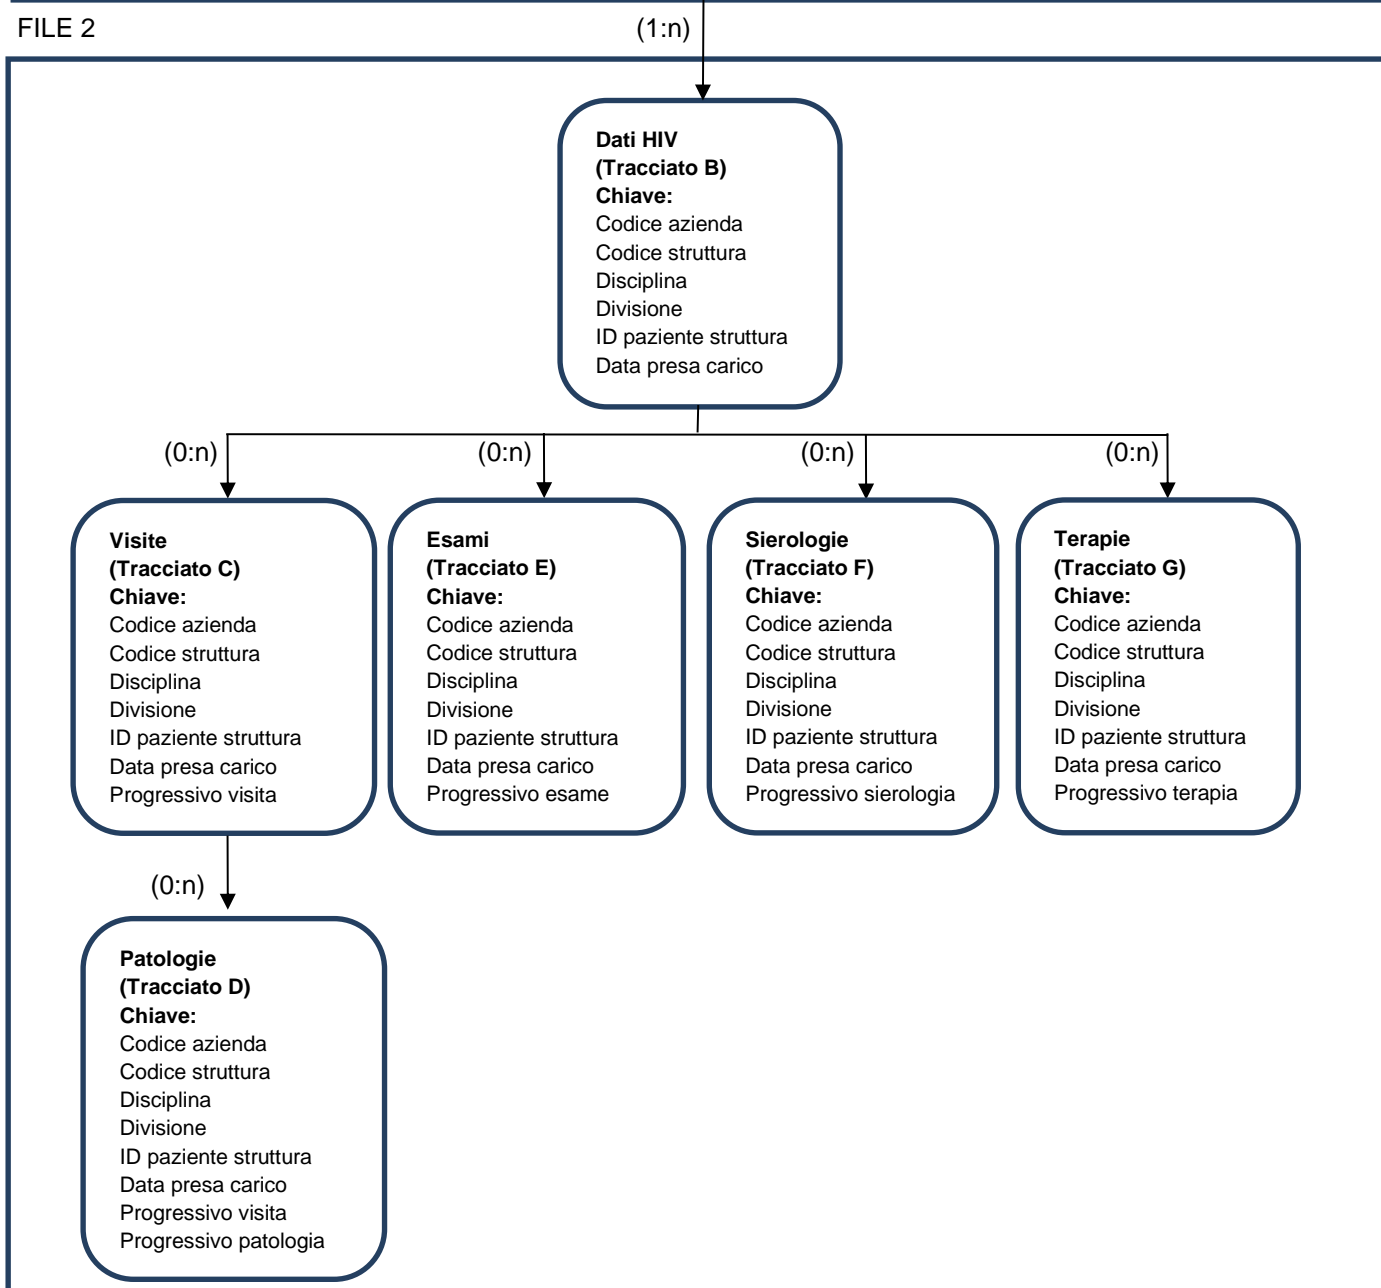 FILE 2
(1:n)
Dati HIV
(Tracciato B)
Chiave:
Codice azienda
Codice struttura
Disciplina
Divisione
ID paziente struttura
Data presa carico
(0:n)
(0:n)
(0:n)
(0:n)
Visite
(Tracciato C)
Chiave:
Codice azienda
Codice struttura
Disciplina
Divisione
ID paziente struttura
Data presa carico
Progressivo visita
Esami
(Tracciato E)
Chiave:
Codice azienda
Codice struttura
Disciplina
Divisione
ID paziente struttura
Data presa carico
Progressivo esame
Sierologie
(Tracciato F)
Chiave:
Codice azienda
Codice struttura
Disciplina
Divisione
ID paziente struttura
Data presa carico
Progressivo sierologia
Terapie
(Tracciato G)
Chiave:
Codice azienda
Codice struttura
Disciplina
Divisione
ID paziente struttura
Data presa carico
Progressivo terapia
(0:n)
Patologie
(Tracciato D)
Chiave:
Codice azienda
Codice struttura
Disciplina
Divisione
ID paziente struttura
Data presa carico
Progressivo visita
Progressivo patologia